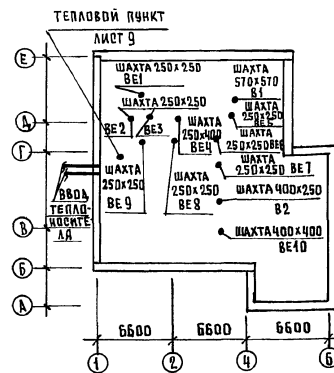 ТЕПЛОВОЙ ПУНКТ
ЛИСТ 9
Е
ШАХТА 250х250
ВЕ1
ШАХТА
570х570
В1
ШАХТА 250х250
ШАХТА
250х250
ВЕ5
Д
ВЕ2
ВЕ3
ШАХТА
250х400
ВЕ4
ШАХТА
250х250 ВЕ6
Г
ШАХТА
250х250
ВЕ9
ШАХТА
250х250
ВЕ8
ШАХТА
250х250 ВЕ7
ВВОД
ТЕПЛО-
НОСИТЕ-
ЛЯ
ШАХТА 400х250
В2
В
ШАХТА 400х400
ВЕ10
Б
А
6600
6600
6600
1
2
4
6